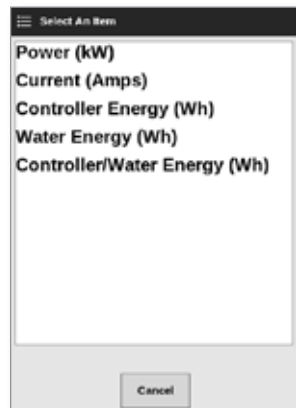 Select An Item
Power (kW)
Current (Amps)
Controller Energy (Wh)
Water Energy (Wh)
Controller/Water Energy (Wh)
Cancel